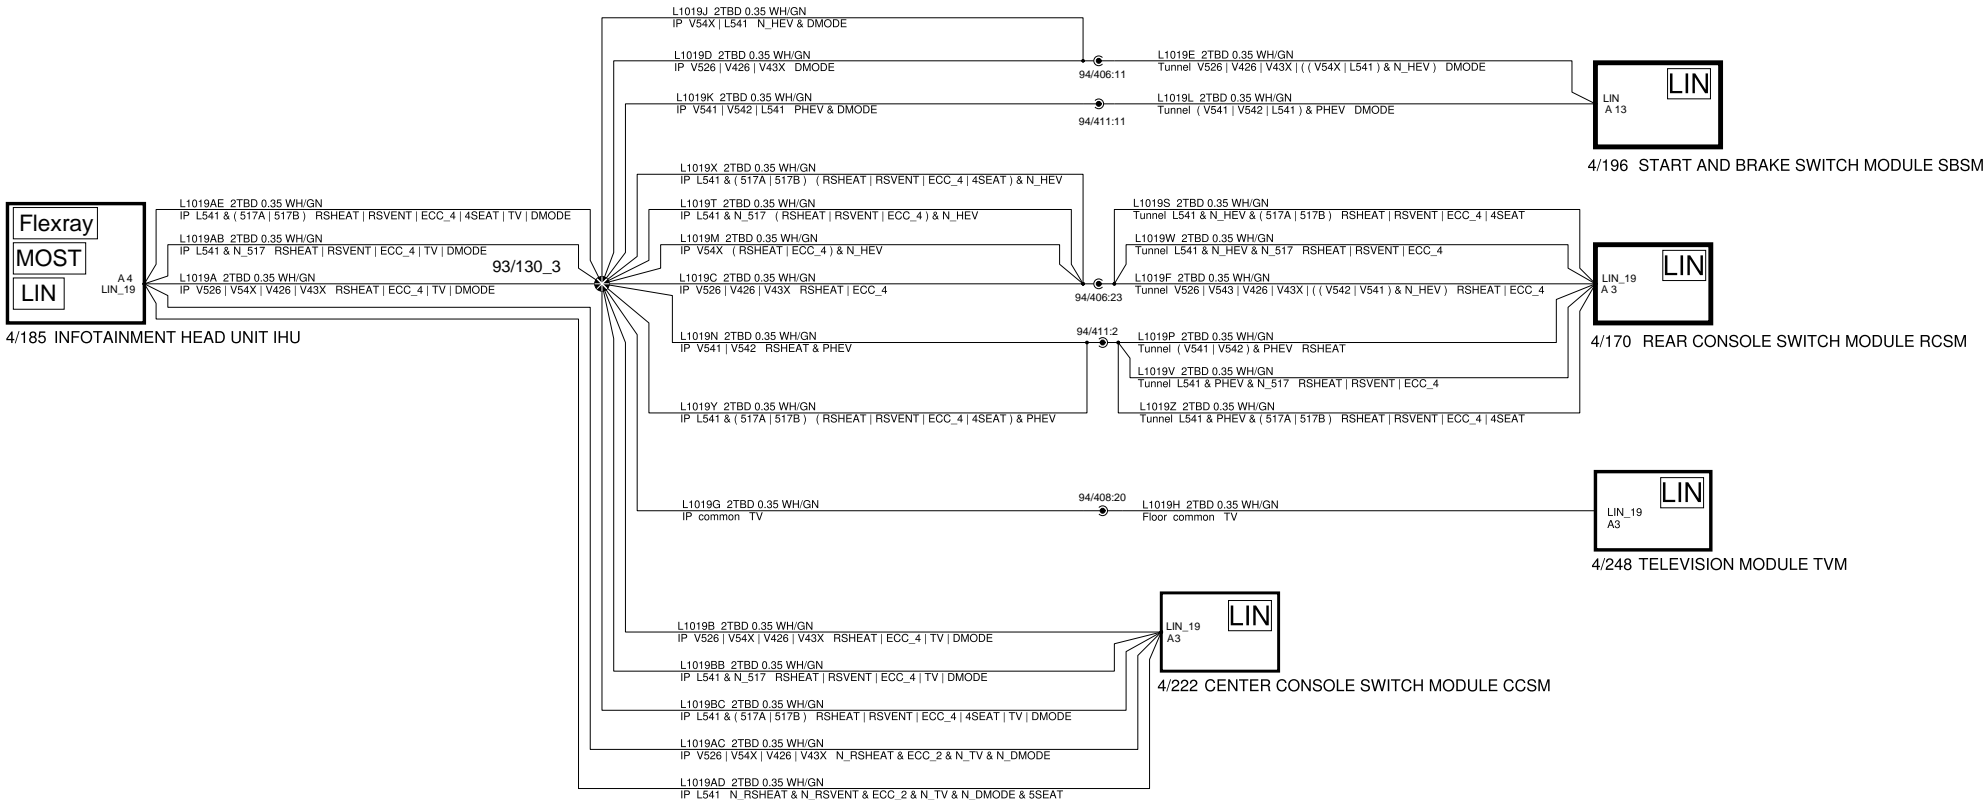 L1019J 2TBD 0.35 WH/GN
IP V54X | L541 N_HEV & DMODE
L1019D 2TBD 0.35 WH/GN
IP V526 | V426 | V43X DMODE
94/406:11
L1019E 2TBD 0.35 WH/GN
Tunnel V526 | V426 | V43X | ( ( V54X | L541 ) & N_HEV ) DMODE
L1019K 2TBD 0.35 WH/GN
IP V541 | V542 | L541 PHEV & DMODE
94/411:11
L1019L 2TBD 0.35 WH/GN
Tunnel ( V541 | V542 | L541 ) & PHEV DMODE
LIN
LIN
A 13
4/196 START AND BRAKE SWITCH MODULE SBSM
L1019X 2TBD 0.35 WH/GN
IP L541 & ( 517A | 517B ) ( RSHEAT | RSVENT | ECC_4 | 4SEAT ) & N_HEV
L1019T 2TBD 0.35 WH/GN
IP L541 & N_517 ( RSHEAT | RSVENT | ECC_4 ) & N_HEV
L1019M 2TBD 0.35 WH/GN
IP V54X ( RSHEAT | ECC_4 ) & N_HEV
L1019C 2TBD 0.35 WH/GN
IP V526 | V426 | V43X RSHEAT | ECC_4
94/406:23
L1019S 2TBD 0.35 WH/GN
Tunnel L541 & N_HEV & ( 517A | 517B ) RSHEAT | RSVENT | ECC_4 | 4SEAT
L1019W 2TBD 0.35 WH/GN
Tunnel L541 & N_HEV & N_517 RSHEAT | RSVENT | ECC_4
L1019F 2TBD 0.35 WH/GN
Tunnel V526 | V543 | V426 | V43X | ( ( V542 | V541 ) & N_HEV ) RSHEAT | ECC_4
LIN
LIN_19
A 3
4/170 REAR CONSOLE SWITCH MODULE RCSM
Flexray
MOST
LIN
A 4
LIN_19
4/185 INFOTAINMENT HEAD UNIT IHU
L1019AE 2TBD 0.35 WH/GN
IP L541 & ( 517A | 517B ) RSHEAT | RSVENT | ECC_4 | 4SEAT | TV | DMODE
L1019AB 2TBD 0.35 WH/GN
IP L541 & N_517 RSHEAT | RSVENT | ECC_4 | TV | DMODE
L1019A 2TBD 0.35 WH/GN
IP V526 | V54X | V426 | V43X RSHEAT | ECC_4 | TV | DMODE
93/130_3
L1019N 2TBD 0.35 WH/GN
IP V541 | V542 RSHEAT & PHEV
94/411:2
L1019P 2TBD 0.35 WH/GN
Tunnel ( V541 | V542 ) & PHEV RSHEAT
L1019V 2TBD 0.35 WH/GN
Tunnel L541 & PHEV & N_517 RSHEAT | RSVENT | ECC_4
L1019Y 2TBD 0.35 WH/GN
IP L541 & ( 517A | 517B ) ( RSHEAT | RSVENT | ECC_4 | 4SEAT ) & PHEV
L1019Z 2TBD 0.35 WH/GN
Tunnel L541 & PHEV & ( 517A | 517B ) RSHEAT | RSVENT | ECC_4 | 4SEAT
L1019G 2TBD 0.35 WH/GN
IP common TV
94/408:20
L1019H 2TBD 0.35 WH/GN
Floor common TV
LIN
LIN_19
A3
4/248 TELEVISION MODULE TVM
L1019B 2TBD 0.35 WH/GN
IP V526 | V54X | V426 | V43X RSHEAT | ECC_4 | TV | DMODE
L1019BB 2TBD 0.35 WH/GN
IP L541 & N_517 RSHEAT | RSVENT | ECC_4 | TV | DMODE
L1019BC 2TBD 0.35 WH/GN
IP L541 & ( 517A | 517B ) RSHEAT | RSVENT | ECC_4 | 4SEAT | TV | DMODE
L1019AC 2TBD 0.35 WH/GN
IP V526 | V54X | V426 | V43X N_RSHEAT & ECC_2 & N_TV & N_DMODE
L1019AD 2TBD 0.35 WH/GN
IP L541 N_RSHEAT & N_RSVENT & ECC_2 & N_TV & N_DMODE & 5SEAT
LIN
LIN_19
A3
4/222 CENTER CONSOLE SWITCH MODULE CCSM